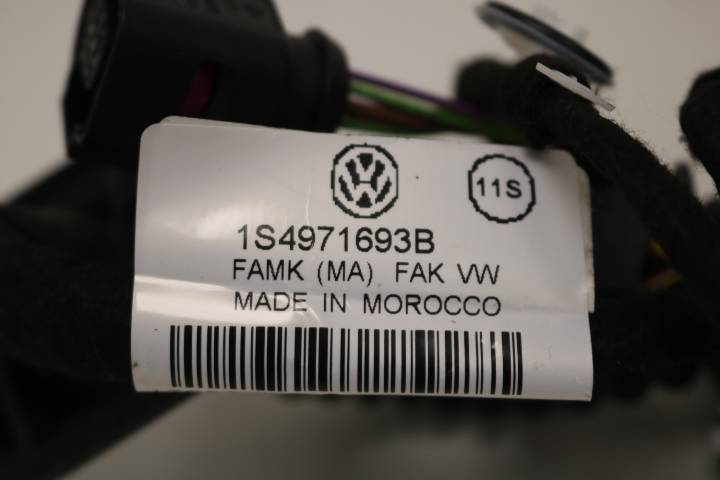 11S
1S4971693B
FAMK (MA) FAK VW
MADE IN MOROCCO